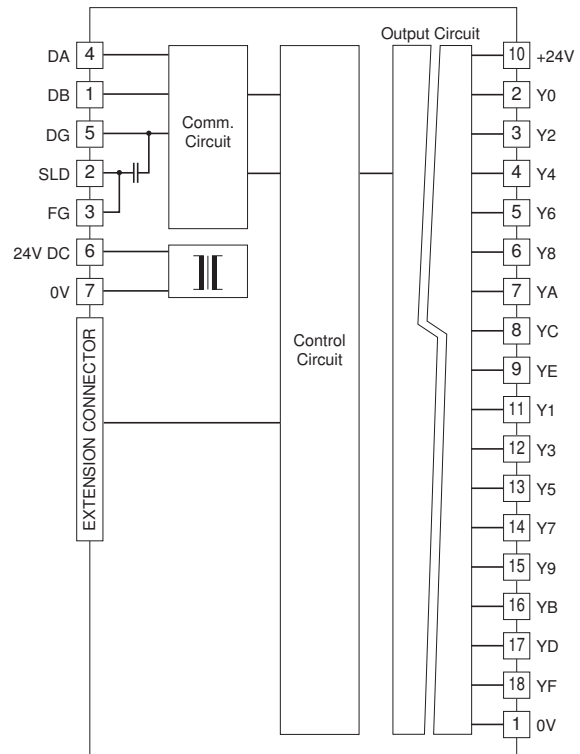 Output Circuit
DA 4
DB 1
DG 5
SLD 2
FG 3
24V DC 6
0V 7
EXTENSION CONNECTOR
Comm.
Circuit
Control
Circuit
10 +24V
2 Y0
3 Y2
4 Y4
5 Y6
6 Y8
7 YA
8 YC
9 YE
11 Y1
12 Y3
13 Y5
14 Y7
15 Y9
16 YB
17 YD
18 YF
1 0V